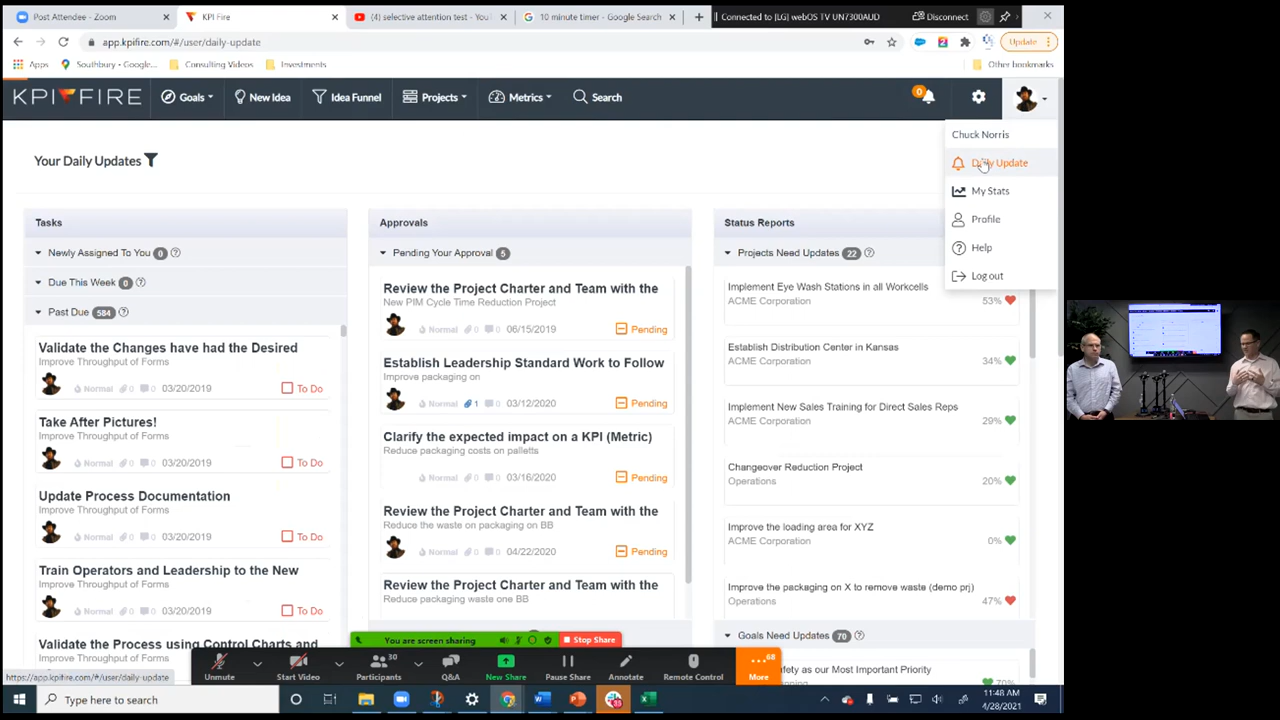 Post Attendee - Zoom
KPI Fire
(4) selective attention test - You
10 minute timer - Google Search
Connected to [LG] webOS TV UN7300AUD
Disconnect
app.kpifire.com/#/user/daily-update
Update
Apps
Southbury - Google...
Consulting Videos
Investments
Other bookmarks
KPI FIRE
Goals
New Idea
Idea Funnel
Projects
Metrics
Search
0
Chuck Norris
Daily Update
My Stats
Profile
Help
Log out
Your Daily Updates
Tasks
Newly Assigned To You 0
Due This Week 0
Past Due 584
Validate the Changes have had the Desired
Improve Throughput of Forms
Normal 0 0 03/20/2019 To Do
Take After Pictures!
Improve Throughput of Forms
Normal 0 0 03/20/2019 To Do
Update Process Documentation
Improve Throughput of Forms
Normal 0 0 03/20/2019 To Do
Train Operators and Leadership to the New
Improve Throughput of Forms
Normal 0 0 03/20/2019 To Do
Validate the Process using Control Charts and
Approvals
Pending Your Approval 5
Review the Project Charter and Team with the
New PIM Cycle Time Reduction Project
Normal 0 0 06/15/2019 Pending
Establish Leadership Standard Work to Follow
Improve packaging on
Normal 1 0 03/12/2020 Pending
Clarify the expected impact on a KPI (Metric)
Reduce packaging costs on palletts
Normal 0 0 03/16/2020 Pending
Review the Project Charter and Team with the
Reduce the waste on packaging on BB
Normal 0 0 04/22/2020 Pending
Review the Project Charter and Team with the
Reduce packaging waste one BB
Status Reports
Projects Need Updates 22
Implement Eye Wash Stations in all Workcells
ACME Corporation 53%
Establish Distribution Center in Kansas
ACME Corporation 34%
Implement New Sales Training for Direct Sales Reps
ACME Corporation 29%
Changeover Reduction Project
Operations 20%
Improve the loading area for XYZ
ACME Corporation 0%
Improve the packaging on X to remove waste (demo prj)
Operations 47%
Goals Need Updates 70
afety as our Most Important Priority
70%
You are screen sharing
Stop Share
Unmute
Start Video
30
Participants
Q&A
New Share
Pause Share
Annotate
Remote Control
68
More
https://app.kpifire.com/#/user/daily-update
Type here to search
11:48 AM
4/28/2021